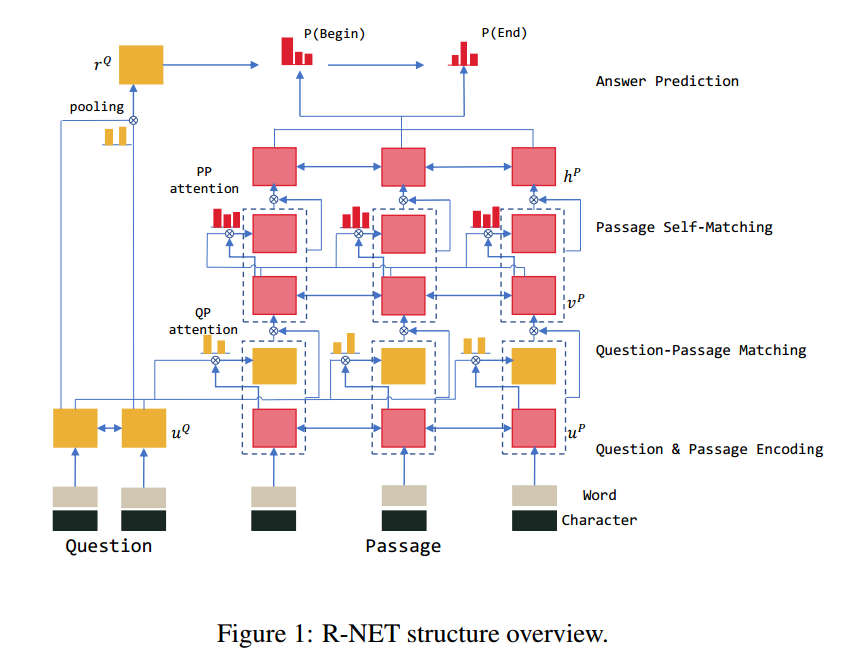 P(Begin)
P(End)
r^Q
Answer Prediction
pooling
PP
attention
h^P
Passage Self-Matching
v^P
QP
attention
Question-Passage Matching
u^Q
u^P
Question & Passage Encoding
Word
Character
Question
Passage
Figure 1: R-NET structure overview.